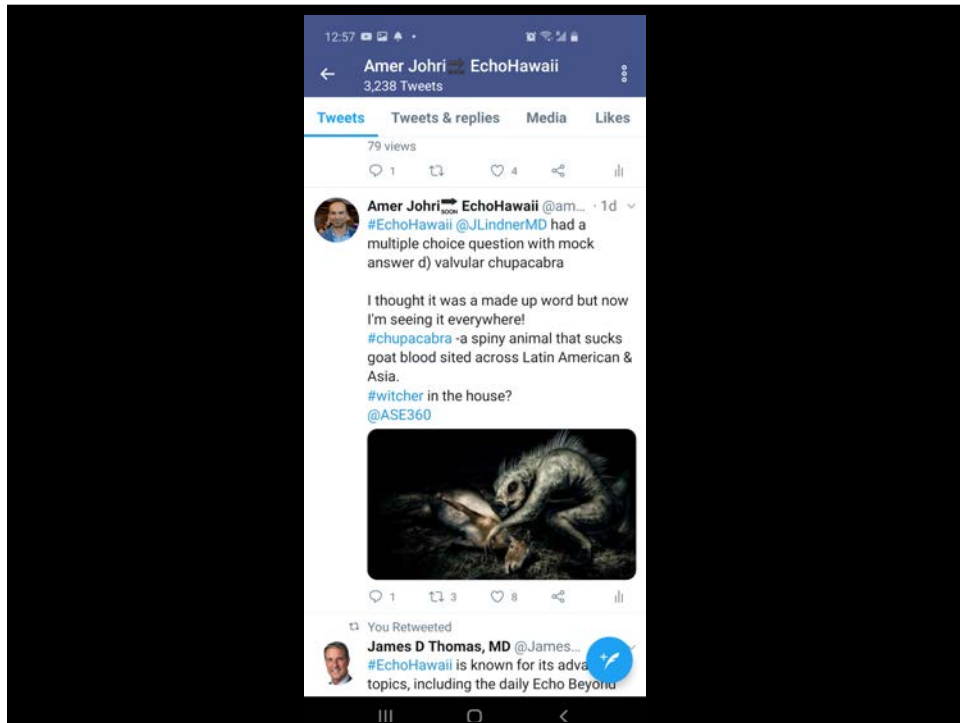 12:57
Amer Johri EchoHawaii
3,238 Tweets
Tweets Tweets & replies Media Likes
79 views
1 4
Amer Johri SOON EchoHawaii @am... · 1d
#EchoHawaii @JLindnerMD had a
multiple choice question with mock
answer d) valvular chupacabra
I thought it was a made up word but now
I'm seeing it everywhere!
#chupacabra -a spiny animal that sucks
goat blood sited across Latin American &
Asia.
#witcher in the house?
@ASE360
1 3 8
You Retweeted
James D Thomas, MD @James...
#EchoHawaii is known for its adva
topics, including the daily Echo Beyond